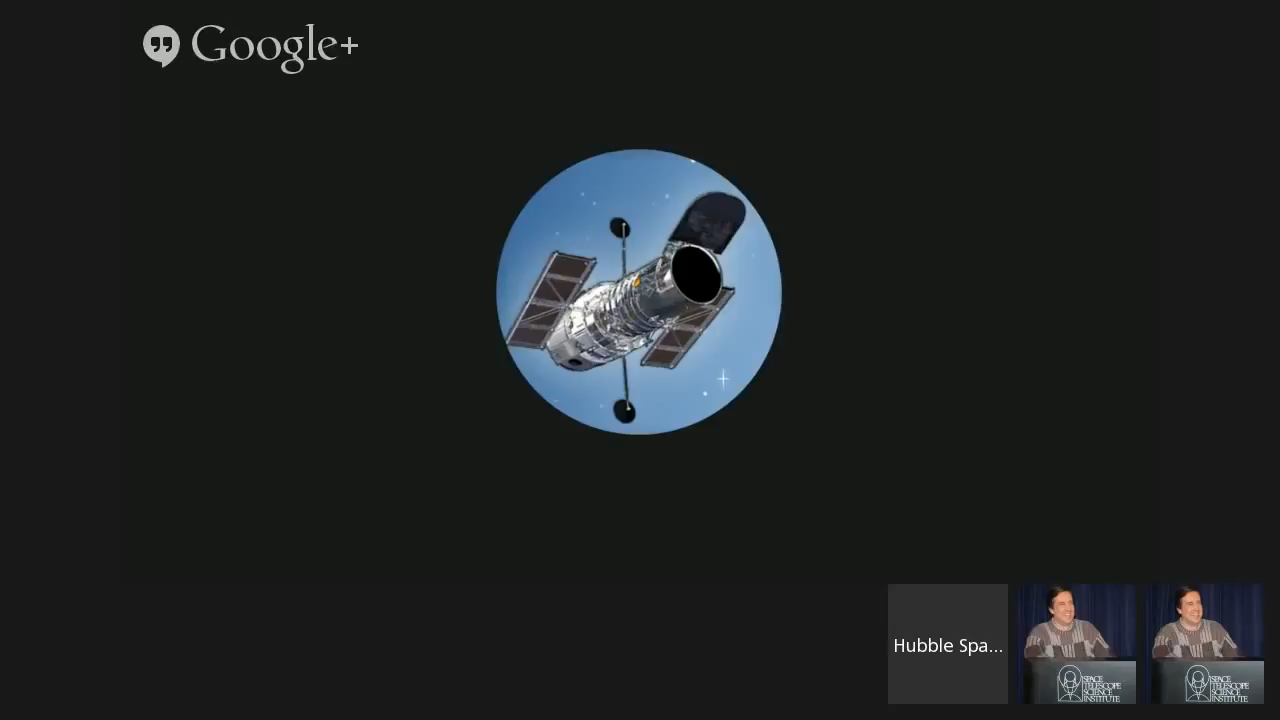 Google+
Hubble Spa...
SPACE
TELESCOPE
SCIENCE
INSTITUTE
SPACE
TELESCOPE
SCIENCE
INSTITUTE